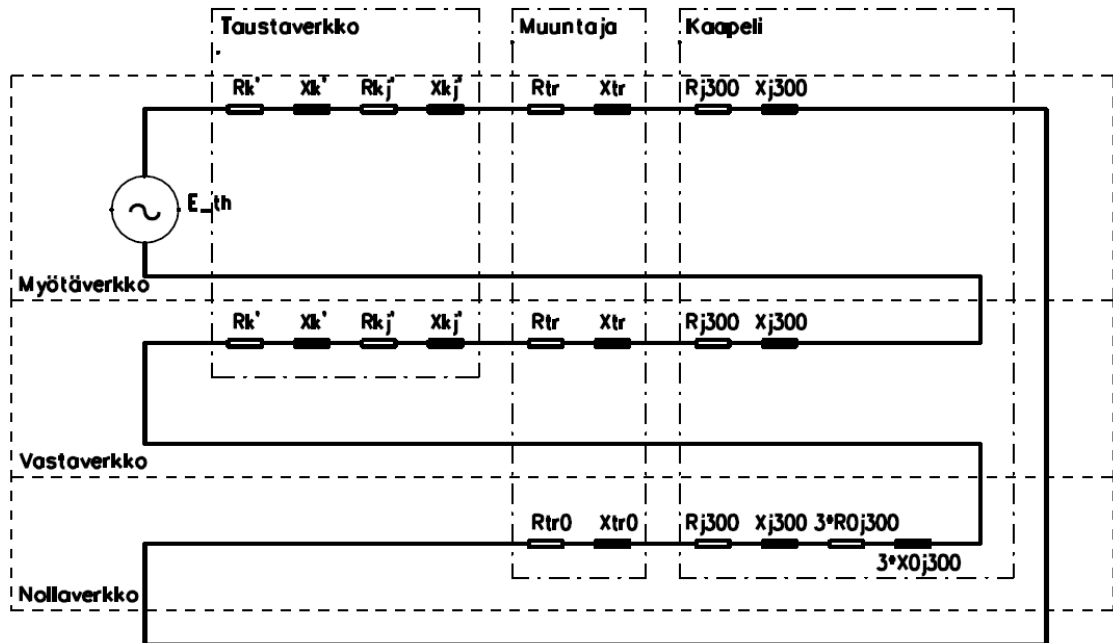 Taustaverkko Muuntaja Kaapeli
Rk' Xk' Rkj' Xkj' Rtr Xtr Rj300 Xj300
E_th
Myötäverkko
Rk' Xk' Rkj' Xkj' Rtr Xtr Rj300 Xj300
Vastaverkko
Rtr0 Xtr0 Rj300 Xj300 3*R0j300
3*X0j300
Nollaverkko